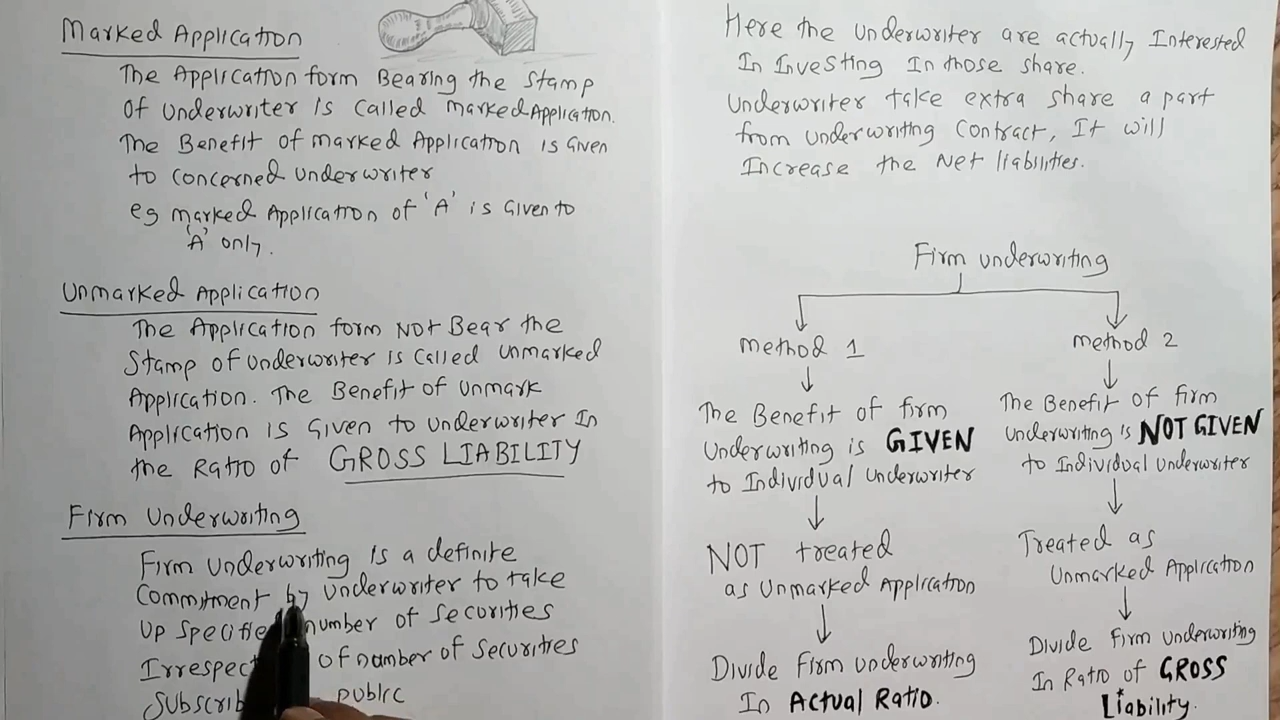 Marked Application
The Application form Bearing the Stamp
of Underwriter is called marked Application.
The Benefit of marked Application is Given
to concerned underwriter
eg marked Application of 'A' is Given to
'A' only.
Unmarked Application
The Application form NOT Bear the
Stamp of Underwriter is called unmarked
Application. The Benefit of Unmark
Application is Given to underwriter In
the Ratio of GROSS LIABILITY
Firm Underwriting
Firm Underwriting is a definite
Commitment by underwriter to take
up number of securities
of number of securities
public
Here the underwriter are actually Interested
In Investing In those share.
Underwriter take extra share a part
from underwriting contract, It will
Increase the Net liabilities.
Firm underwriting
method 1
The Benefit of firm
Underwriting is GIVEN
to Individual underwriter
NOT treated
as Unmarked Application
Divide Firm underwriting
In Actual Ratio.
method 2
The Benefit of firm
Underwriting is NOT GIVEN
to Individual underwriter
Treated as
Unmarked Application
Divide Firm underwriting
In Ratio of GROSS
Liability.